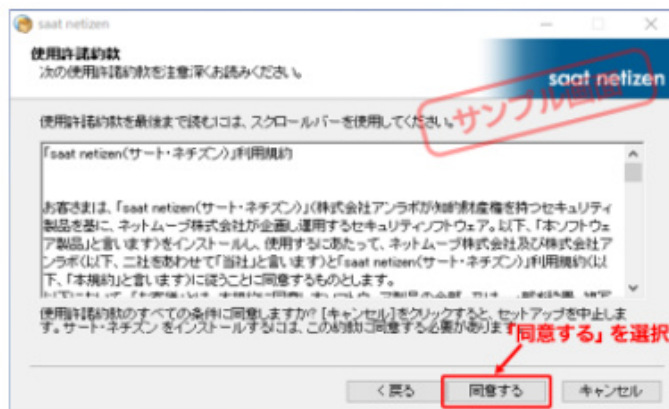 saat netizen
使用許諾約款
次の使用許諾約款を注意深くお読みください。
saat netizen
サンプル画面
使用許諾約款を最後まで読むには、スクロールバーを使用してください。
「saat netizen(サート・ネチズン)」利用規約
お客さまは、「saat netizen(サート・ネチズン)」(株式会社アンラボが知的財産権を持つセキュリティ
製品を基に、ネットムーブ株式会社が企画し運用するセキュリティソフトウェア。以下、「本ソフトウェ
ア製品」と言います)をインストールし、使用するにあたって、ネットムーブ株式会社及び株式会社ア
ンラボ(以下、二社をあわせて「当社」と言います)と「saat netizen(サート・ネチズン)」利用規約(以
下、「本規約」と言います)に従うことに同意するものとします。
使用許諾約款のすべての条件に同意しますか? [キャンセル]をクリックすると、セットアップを中止しま
す。サート・ネチズン をインストールするには、この約款に同意する必要があります
「同意する」を選択
< 戻る
同意する
キャンセル